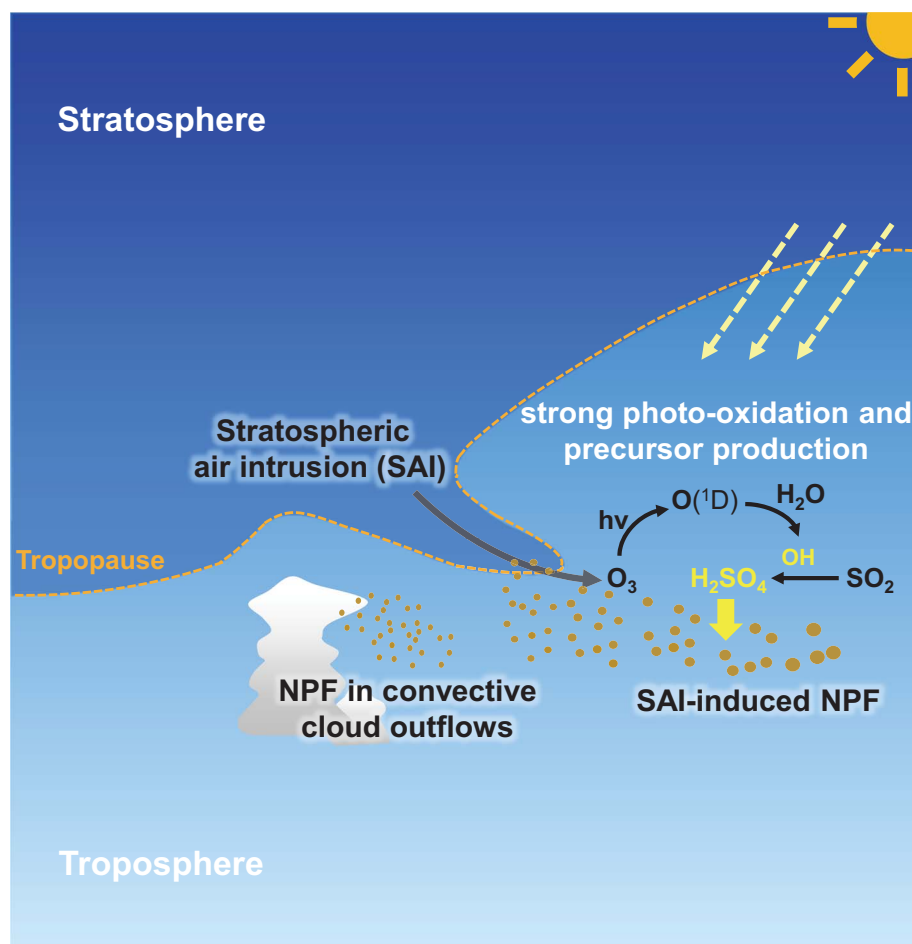 Stratosphere
strong photo-oxidation and
precursor production
Stratospheric
air intrusion (SAI)
O(¹D)
H₂O
hν
OH
Tropopause
O₃
H₂SO₄
SO₂
NPF in convective
cloud outflows
SAI-induced NPF
Troposphere